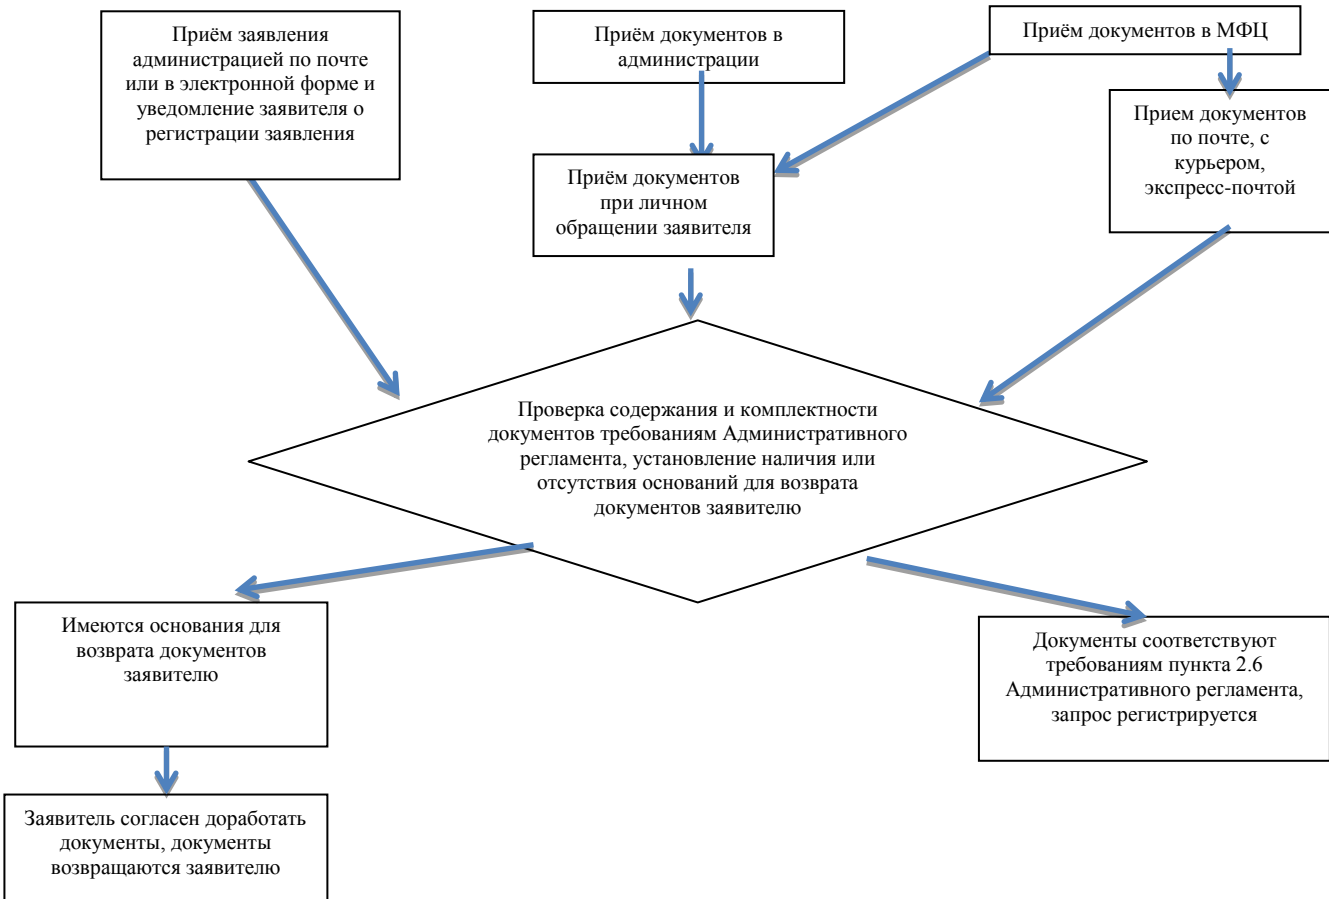 Приём заявления
администрацией по почте
или в электронной форме и
уведомление заявителя о
регистрации заявления
Приём документов в
администрации
Приём документов в МФЦ
Прием документов
по почте, с
курьером,
экспресс-почтой
Приём документов
при личном
обращении заявителя
Проверка содержания и комплектности
документов требованиям Административного
регламента, установление наличия или
отсутствия оснований для возврата
документов заявителю
Имеются основания для
возврата документов
заявителю
Документы соответствуют
требованиям пункта 2.6
Административного регламента,
запрос регистрируется
Заявитель согласен доработать
документы, документы
возвращаются заявителю